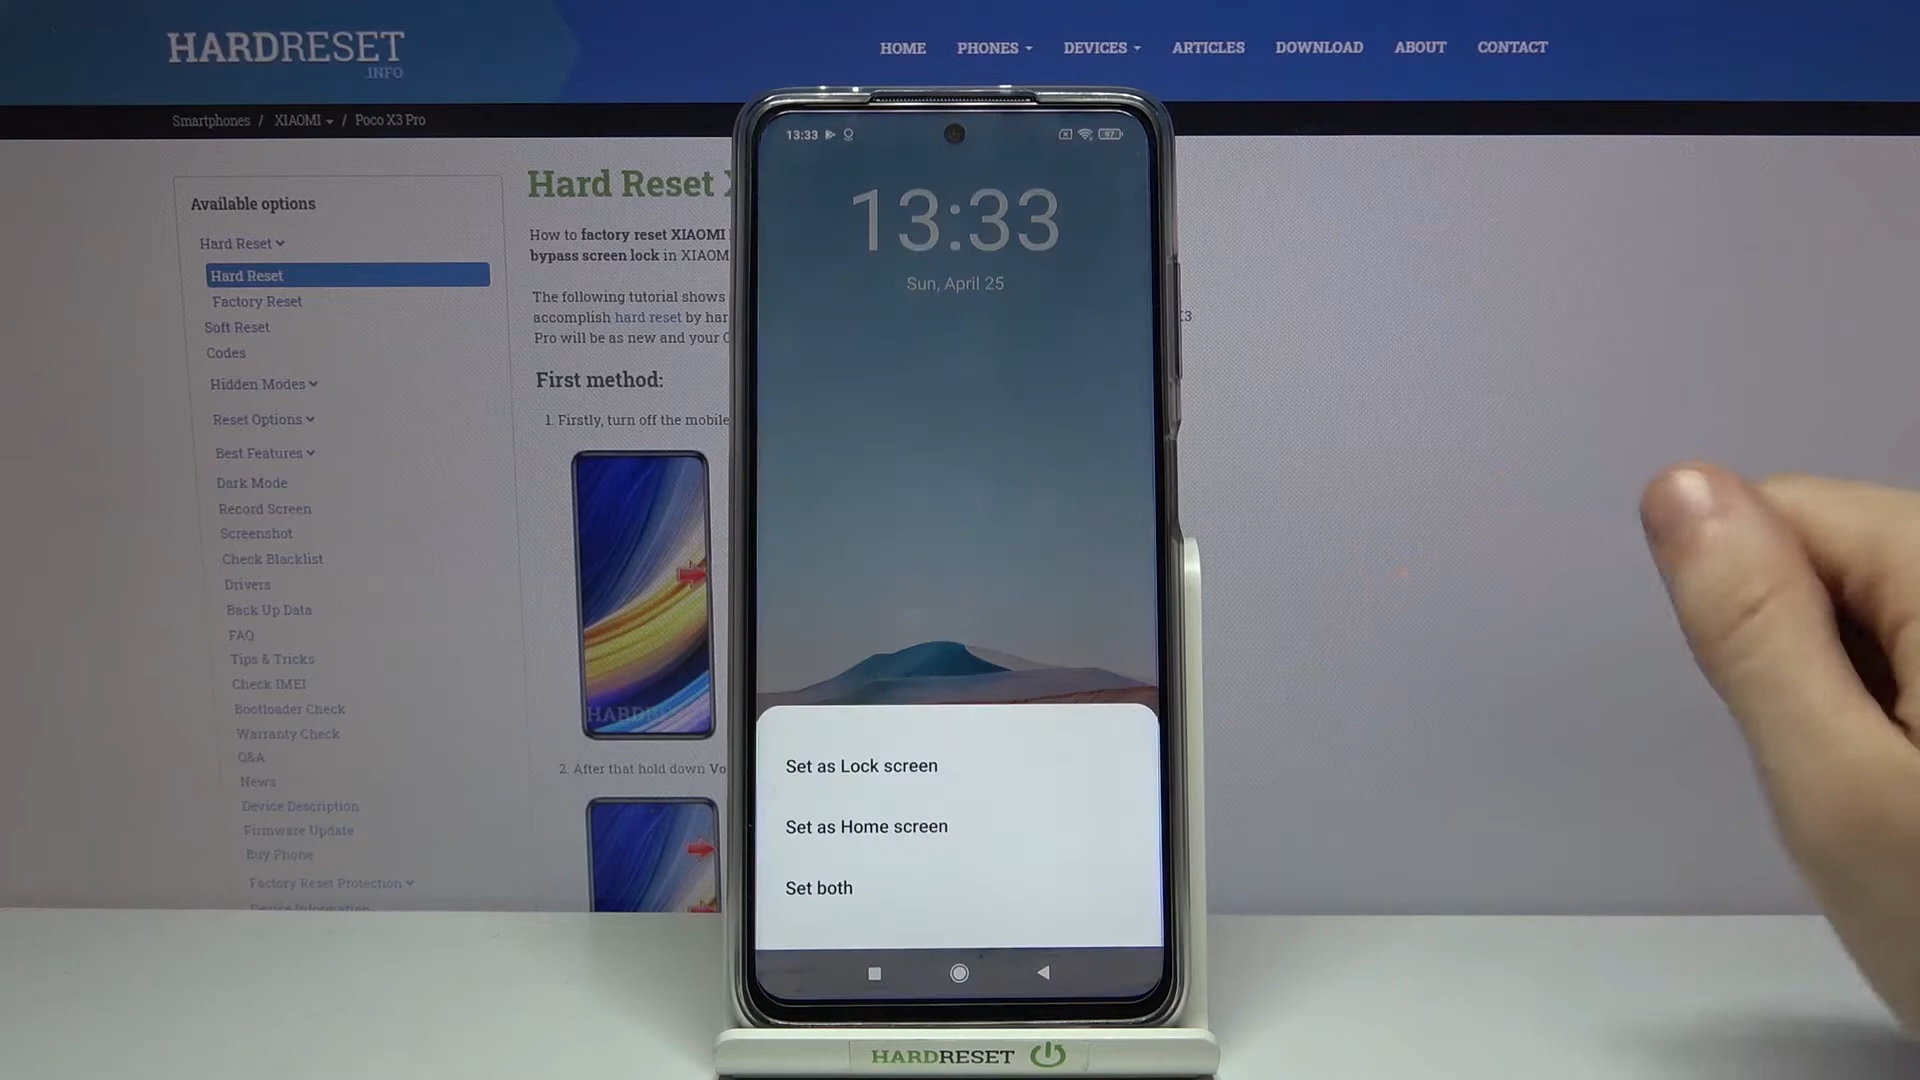 HARDRESET
.INFO
HOME PHONES DEVICES ARTICLES DOWNLOAD ABOUT CONTACT
Smartphones / XIAOMI / Poco X3 Pro
Available options
Hard Reset
Hard Reset
Factory Reset
Soft Reset
Codes
Hidden Modes
Reset Options
Best Features
Dark Mode
Record Screen
Screenshot
Check Blacklist
Drivers
Back Up Data
FAQ
Tips & Tricks
Check IMEI
Bootloader Check
Warranty Check
Q&A
News
Device Description
Firmware Update
Buy Phone
Factory Reset Protection
Device Information
Hard Reset
How to factory reset XIAOMI
bypass screen lock in XIAOM
The following tutorial shows
accomplish hard reset by har
Pro will be as new and your
First method:
1. Firstly, turn off the mobile
2. After that hold down Vo
13:33
97
13:33
Sun, April 25
Set as Lock screen
Set as Home screen
Set both
HARDRESET